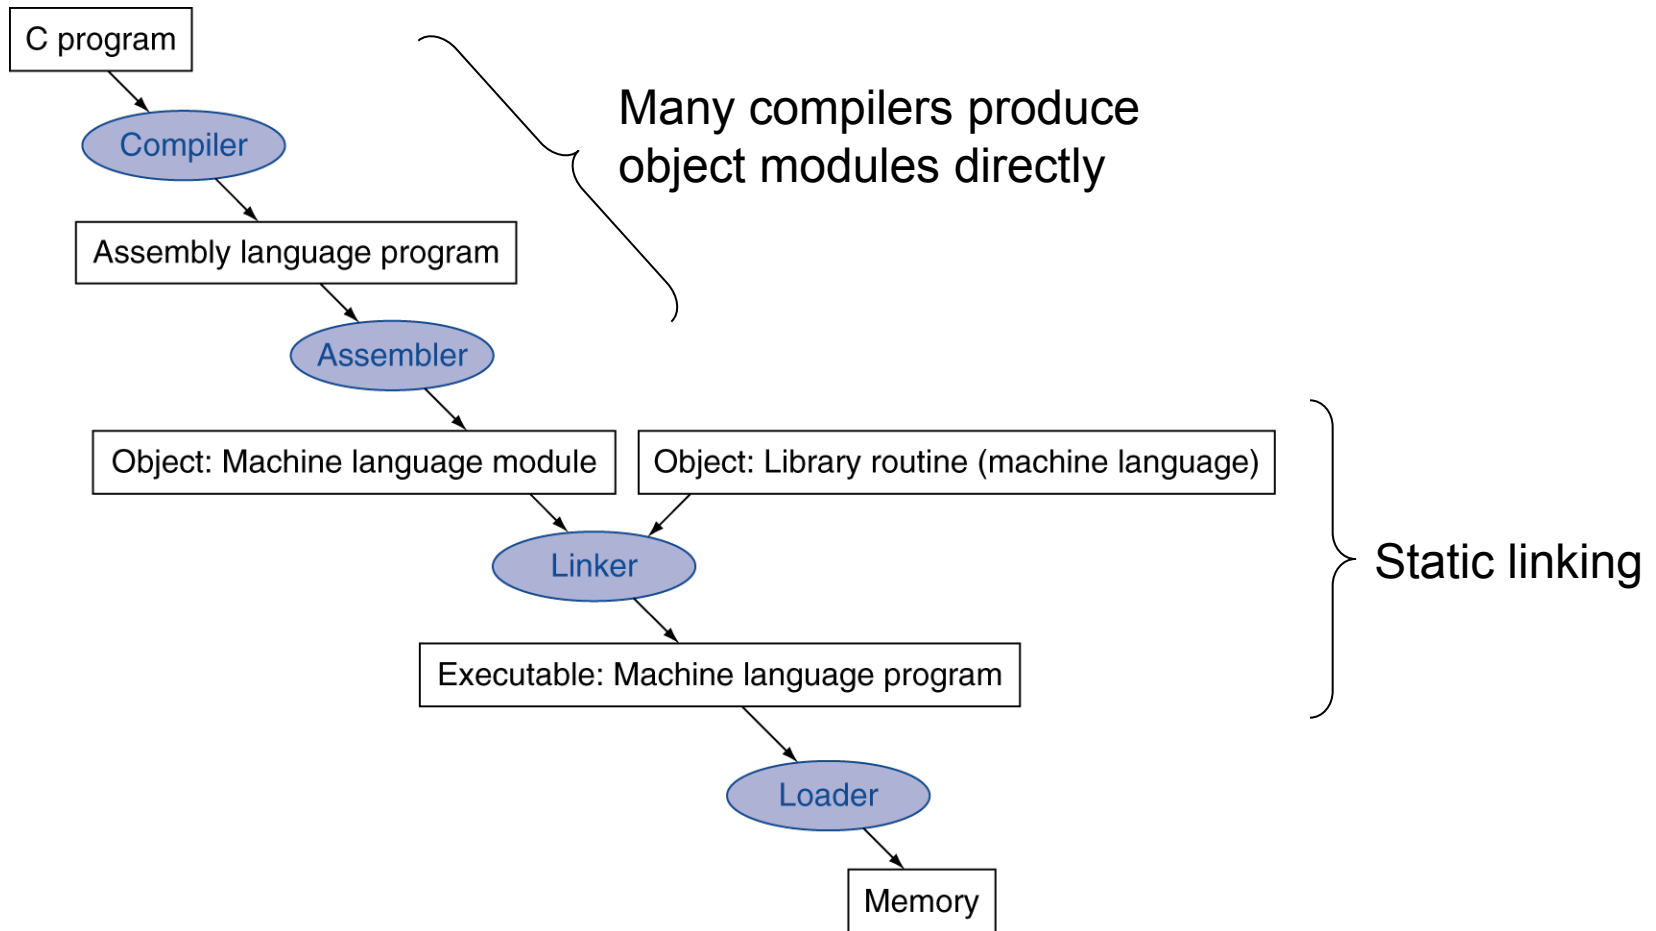 C program
Many compilers produce
object modules directly
Compiler
Assembly language program
Assembler
Object: Machine language module
Object: Library routine (machine language)
Linker
Static linking
Executable: Machine language program
Loader
Memory